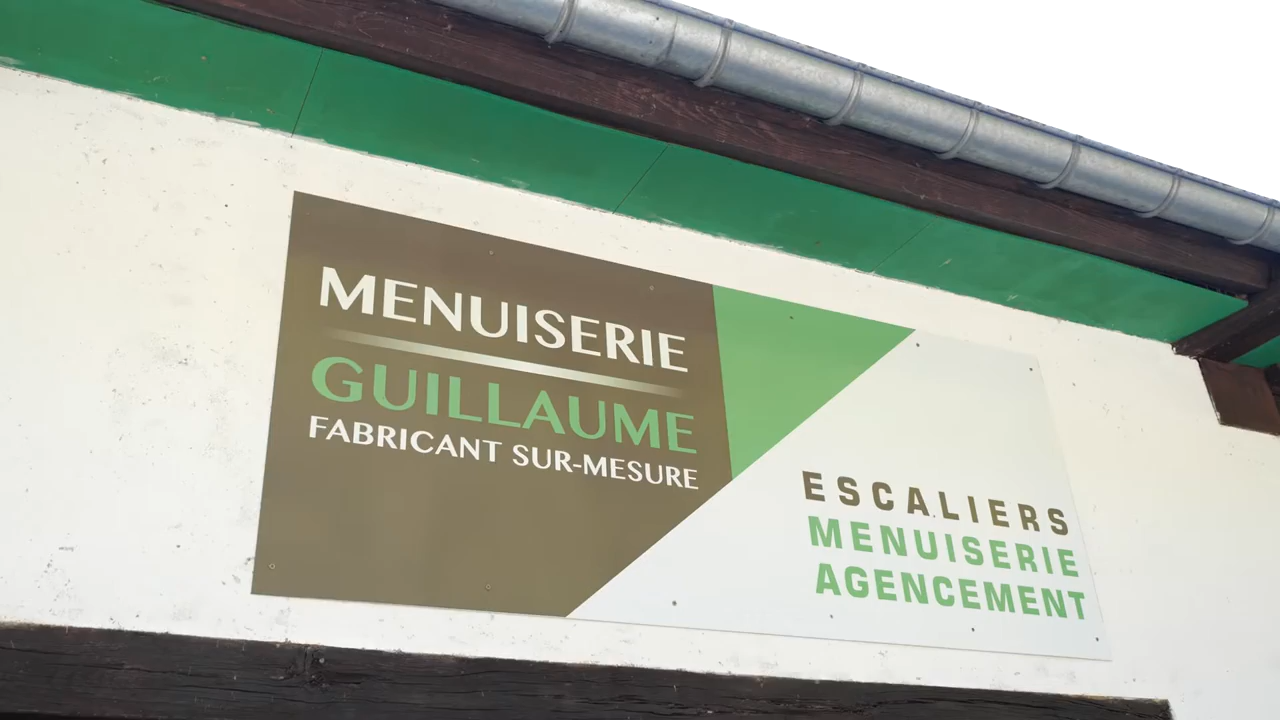 MENUISERIE
GUILLAUME
FABRICANT SUR-MESURE
ESCALIERS
MENUISERIE
AGENCEMENT